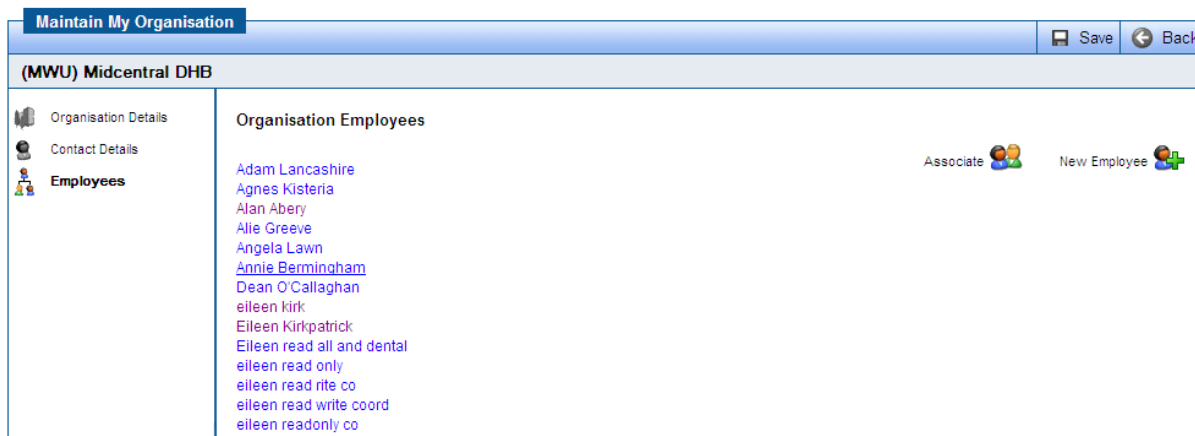 Maintain My Organisation
Save Back
(MWU) Midcentral DHB
Organisation Details
Contact Details
Employees
Organisation Employees
Associate New Employee
Adam Lancashire
Agnes Kisteria
Alan Abery
Alie Greeve
Angela Lawn
Annie Bermingham
Dean O'Callaghan
eileen kirk
Eileen Kirkpatrick
Eileen read all and dental
eileen read only
eileen read rite co
eileen read write coord
eileen readonly co